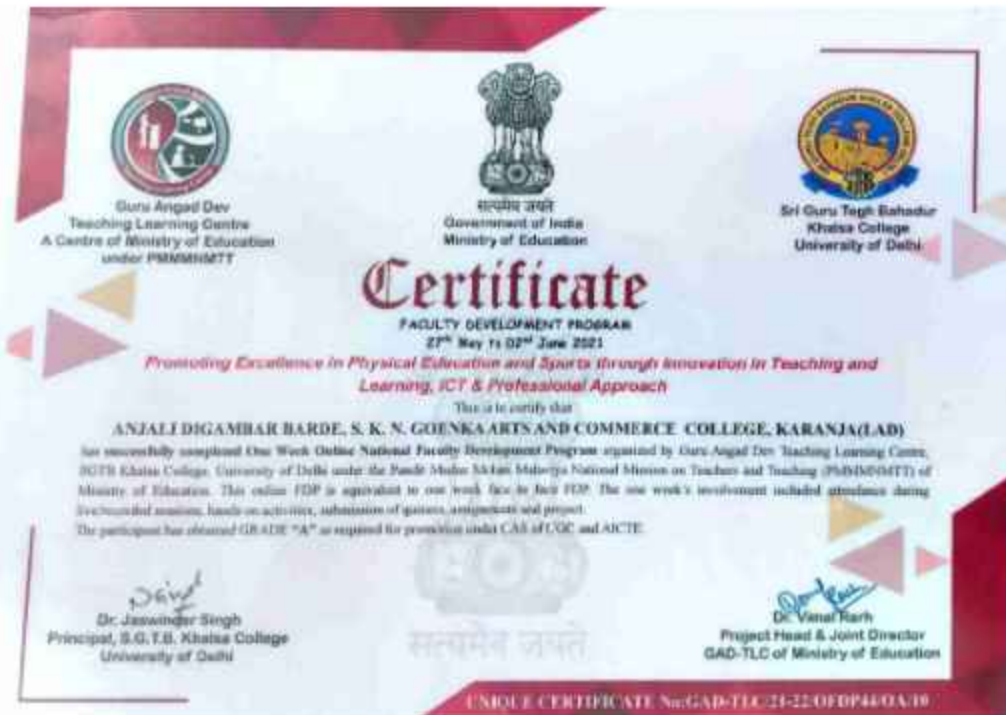 Guru Angad Dev
Teaching Learning Centre
A Centre of Ministry of Education
under PMMMNMTT
सत्यमेव जयते
Government of India
Ministry of Education
Sri Guru Tegh Bahadur
Khalsa College
University of Delhi
Certificate
FACULTY DEVELOPMENT PROGRAM
27th May to 02nd June 2021
Promoting Excellence in Physical Education and Sports through Innovation in Teaching and
Learning, ICT & Professional Approach
This is to certify that
ANJALI DIGAMBAR BARDE, S. K. N. GOENKA ARTS AND COMMERCE COLLEGE, KARANJA(LAD)
has successfully completed One Week Online National Faculty Development Program organized by Guru Angad Dev Teaching Learning Centre,
SGTB Khalsa College, University of Delhi under the Pandit Madan Mohan Malaviya National Mission on Teachers and Teaching (PMMMNMTT) of
Ministry of Education. This online FDP is equivalent to one week face to face FDP. The one week's involvement included attendance during
live/recorded sessions, hands on activities, submission of quizzes, assignments and project.
The participant has obtained GRADE "A" as required for promotion under CAS of UGC and AICTE.
Dr. Jaswinder Singh
Principal, S.G.T.B. Khalsa College
University of Delhi
सत्यमेव जयते
Dr. Vimal Rarh
Project Head & Joint Director
GAD-TLC of Ministry of Education
UNIQUE CERTIFICATE No:GAD-TLC/21-22/OFDP44/OA/10